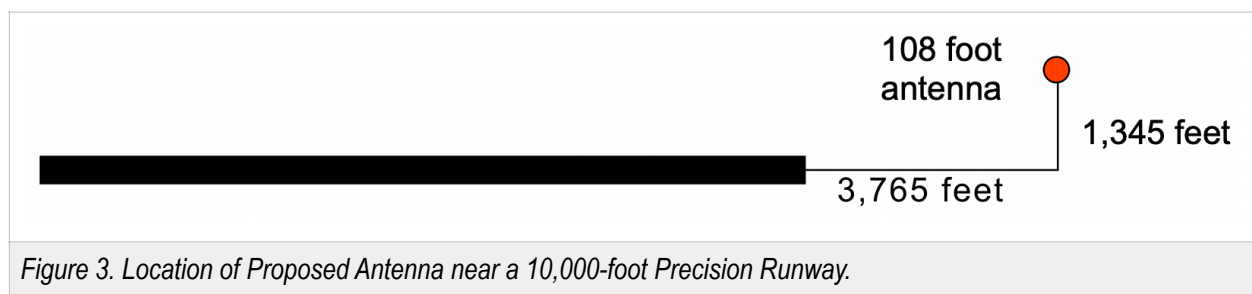 108 foot
antenna
1,345 feet
3,765 feet
Figure 3. Location of Proposed Antenna near a 10,000-foot Precision Runway.